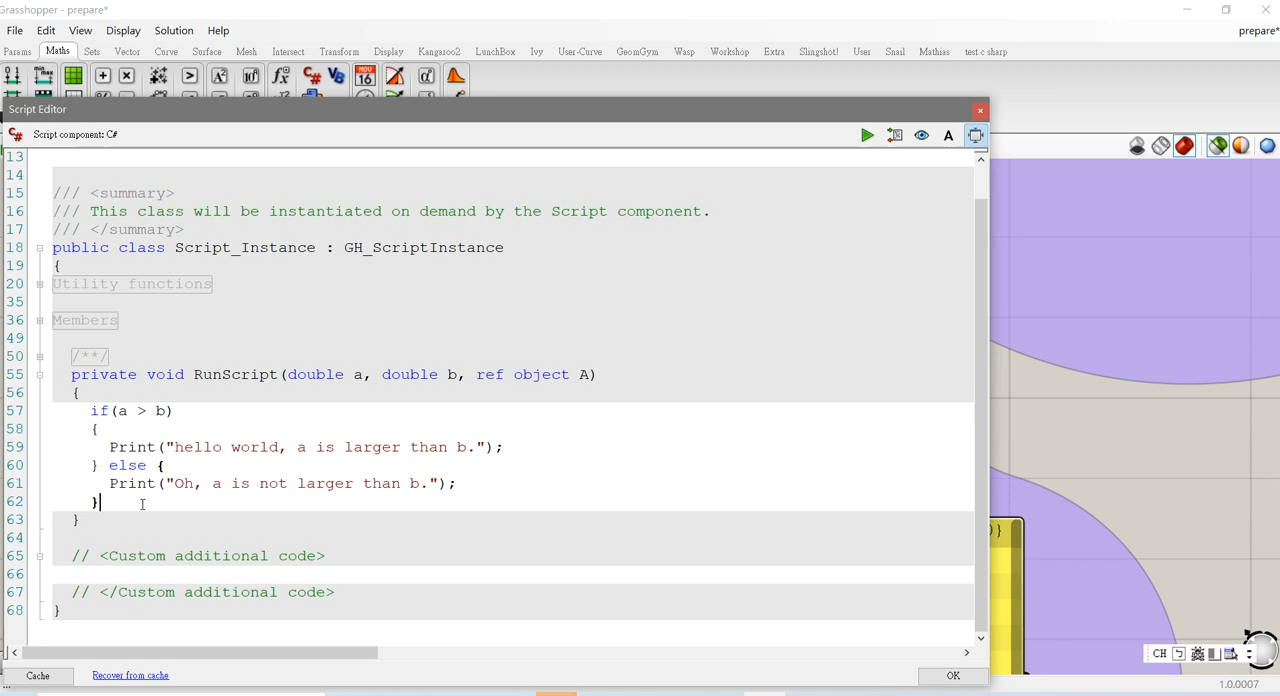 Grasshopper - prepare*
File Edit View Display Solution Help
prepare*
Params Maths Sets Vector Curve Surface Mesh Intersect Transform Display Kangaroo2 LunchBox Ivy User-Curve GeomGym Wasp Workshop Extra Slingshot! User Snail Mathias test c sharp
Script Editor
C# Script component: C#
13
14
15 /// <summary>
16 /// This class will be instantiated on demand by the Script component.
17 /// </summary>
18 public class Script_Instance : GH_ScriptInstance
19 {
20 Utility functions
35
36 Members
49
50 /**/
55 private void RunScript(double a, double b, ref object A)
56 {
57 if(a > b)
58 {
59 Print("hello world, a is larger than b.");
60 } else {
61 Print("Oh, a is not larger than b.");
62 }
63 }
64
65 // <Custom additional code>
66
67 // </Custom additional code>
68 }
)}
CH
Cache Recover from cache OK
1.0.0007